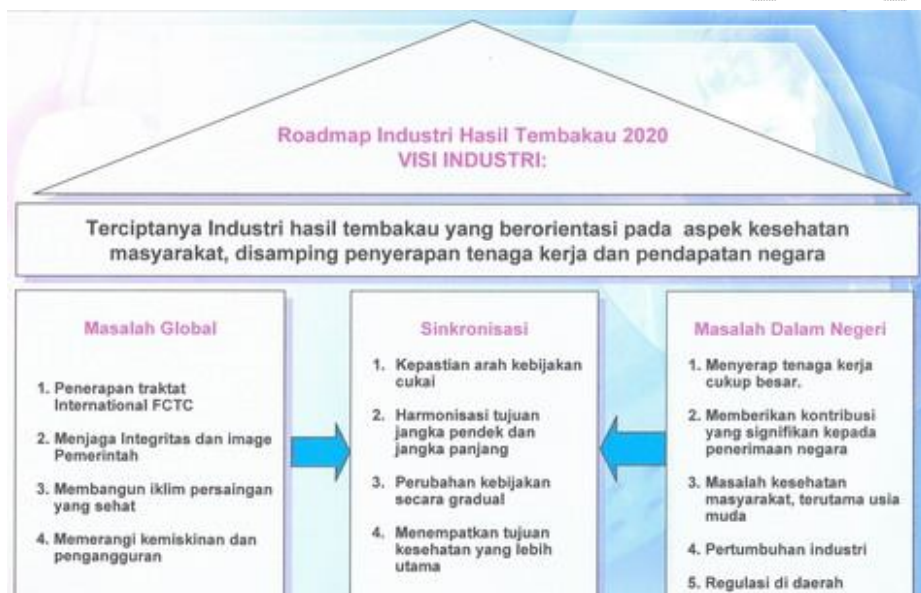 Roadmap Industri Hasil Tembakau 2020
VISI INDUSTRI:
Terciptanya Industri hasil tembakau yang berorientasi pada aspek kesehatan
masyarakat, disamping penyerapan tenaga kerja dan pendapatan negara
Masalah Global
1. Penerapan traktat
International FCTC
2. Menjaga Integritas dan image
Pemerintah
3. Membangun iklim persaingan
yang sehat
4. Memerangi kemiskinan dan
pengangguran
Sinkronisasi
1. Kepastian arah kebijakan
cukai
2. Harmonisasi tujuan
jangka pendek dan
jangka panjang
3. Perubahan kebijakan
secara gradual
4. Menempatkan tujuan
kesehatan yang lebih
utama
Masalah Dalam Negeri
1. Menyerap tenaga kerja
cukup besar.
2. Memberikan kontribusi
yang signifikan kepada
penerimaan negara
3. Masalah kesehatan
masyarakat, terutama usia
muda
4. Pertumbuhan industri
5. Regulasi di daerah